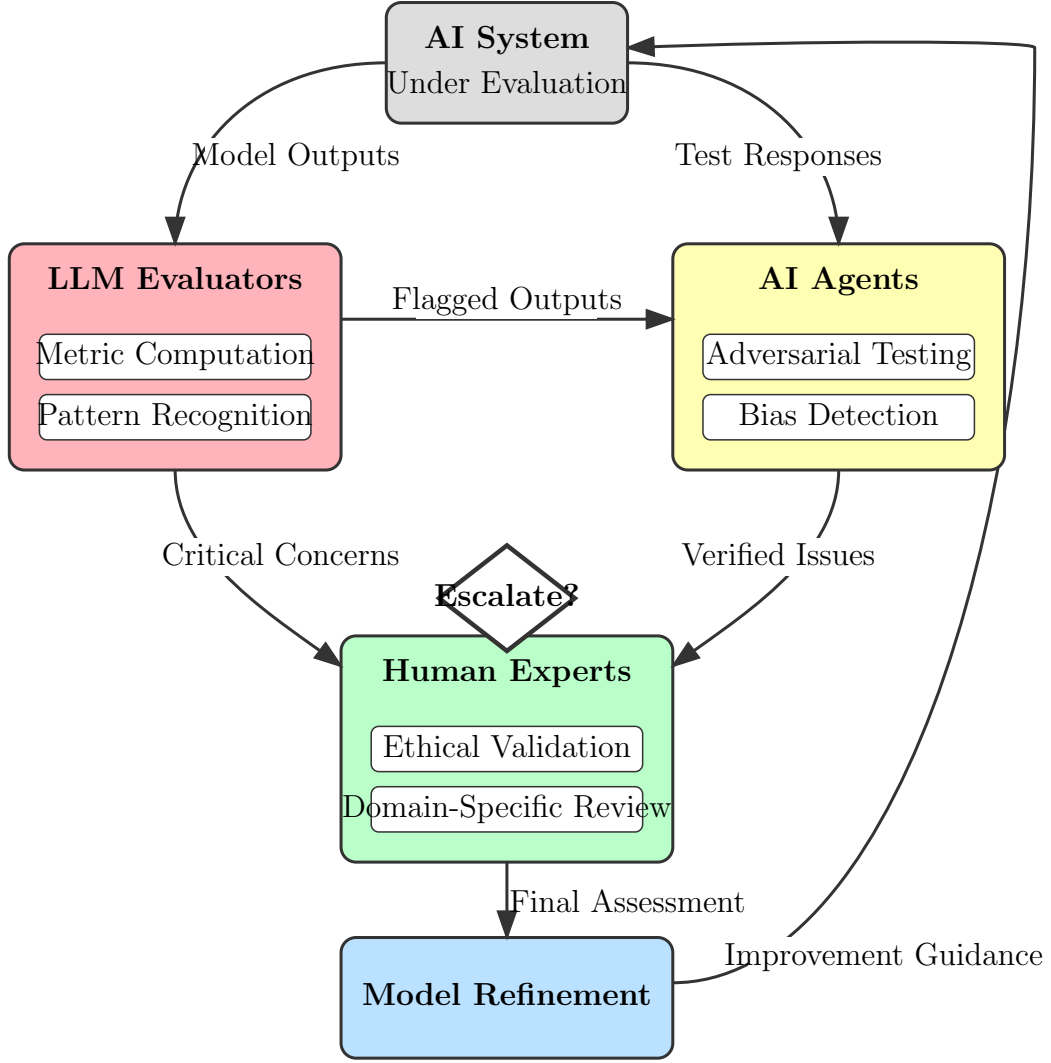 AI System
Under Evaluation
Model Outputs
Test Responses
LLM Evaluators
Metric Computation
Pattern Recognition
Flagged Outputs
AI Agents
Adversarial Testing
Bias Detection
Critical Concerns
Verified Issues
Escalate?
Human Experts
Ethical Validation
Domain-Specific Review
Final Assessment
Improvement Guidance
Model Refinement